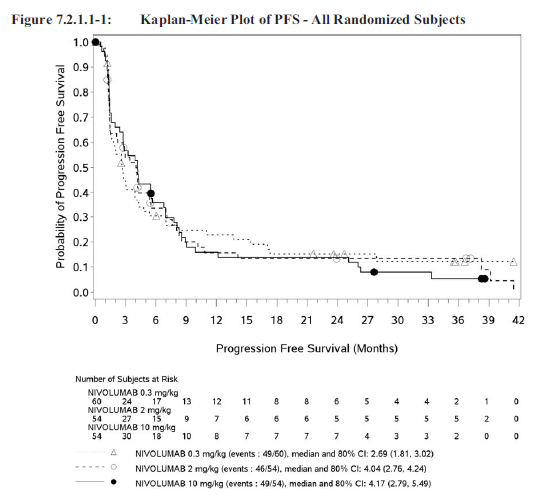 Figure 7.2.1.1-1: Kaplan-Meier Plot of PFS - All Randomized Subjects
Probability of Progression Free Survival
1.0
0.9
0.8
0.7
0.6
0.5
0.4
0.3
0.2
0.1
0.0
0 3 6 9 12 15 18 21 24 27 30 33 36 39 42
Progression Free Survival (Months)
Number of Subjects at Risk
NIVOLUMAB 0.3 mg/kg
60 24 17 13 12 11 8 8 6 5 4 4 2 1 0
NIVOLUMAB 2 mg/kg
54 27 15 9 7 6 6 6 5 5 5 5 5 2 0
NIVOLUMAB 10 mg/kg
54 30 18 10 8 7 7 7 7 4 3 3 2 0 0
NIVOLUMAB 0.3 mg/kg (events : 49/60), median and 80% CI: 2.69 (1.81, 3.02)
NIVOLUMAB 2 mg/kg (events : 46/54), median and 80% CI: 4.04 (2.76, 4.24)
NIVOLUMAB 10 mg/kg (events : 49/54), median and 80% CI: 4.17 (2.79, 5.49)